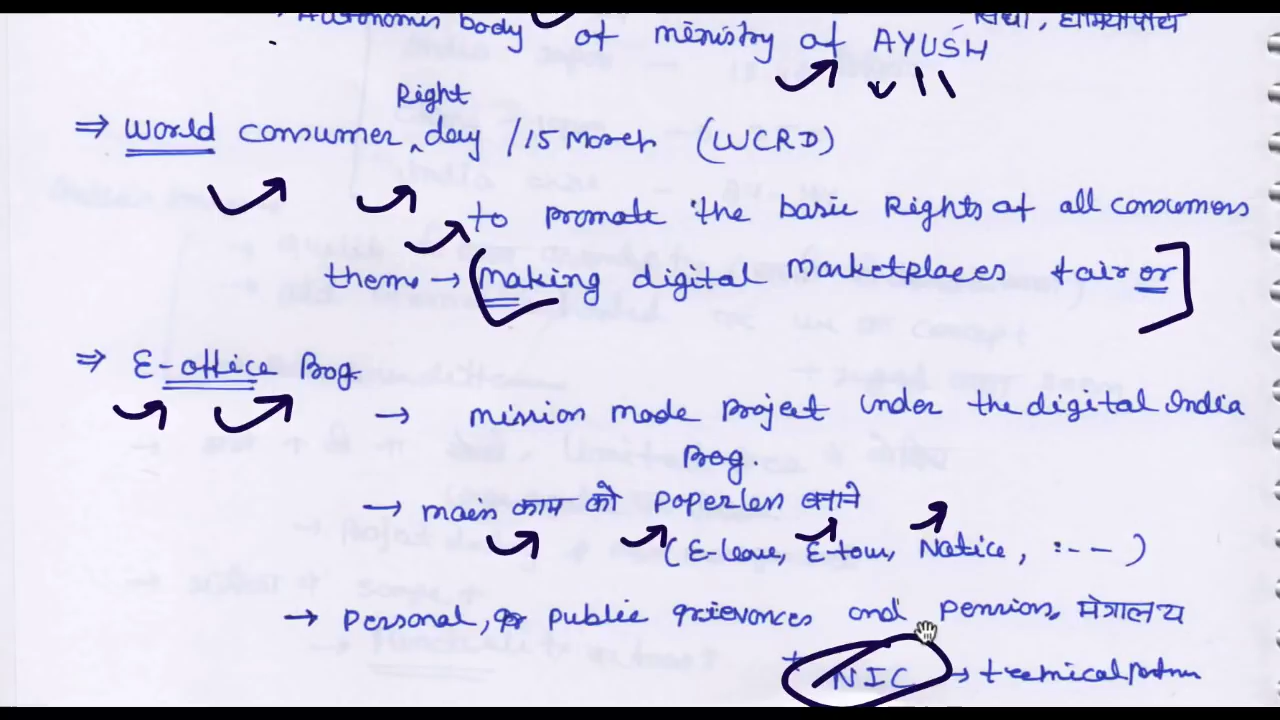 body of ministry of AYUSH
⇒ World consumer Right day / 15 March (WCRD)
to promote the basic Rights of all consumers
theme → Making digital Marketplaces fair or
⇒ E-office Prog
→ mission mode project under the digital India
Prog.
→ main काम को paperless बनाने
(E-leave, E-tour, Notice, :-- )
→ Personal, public grievances and pension मंत्रालय
+ NIC → technical partner